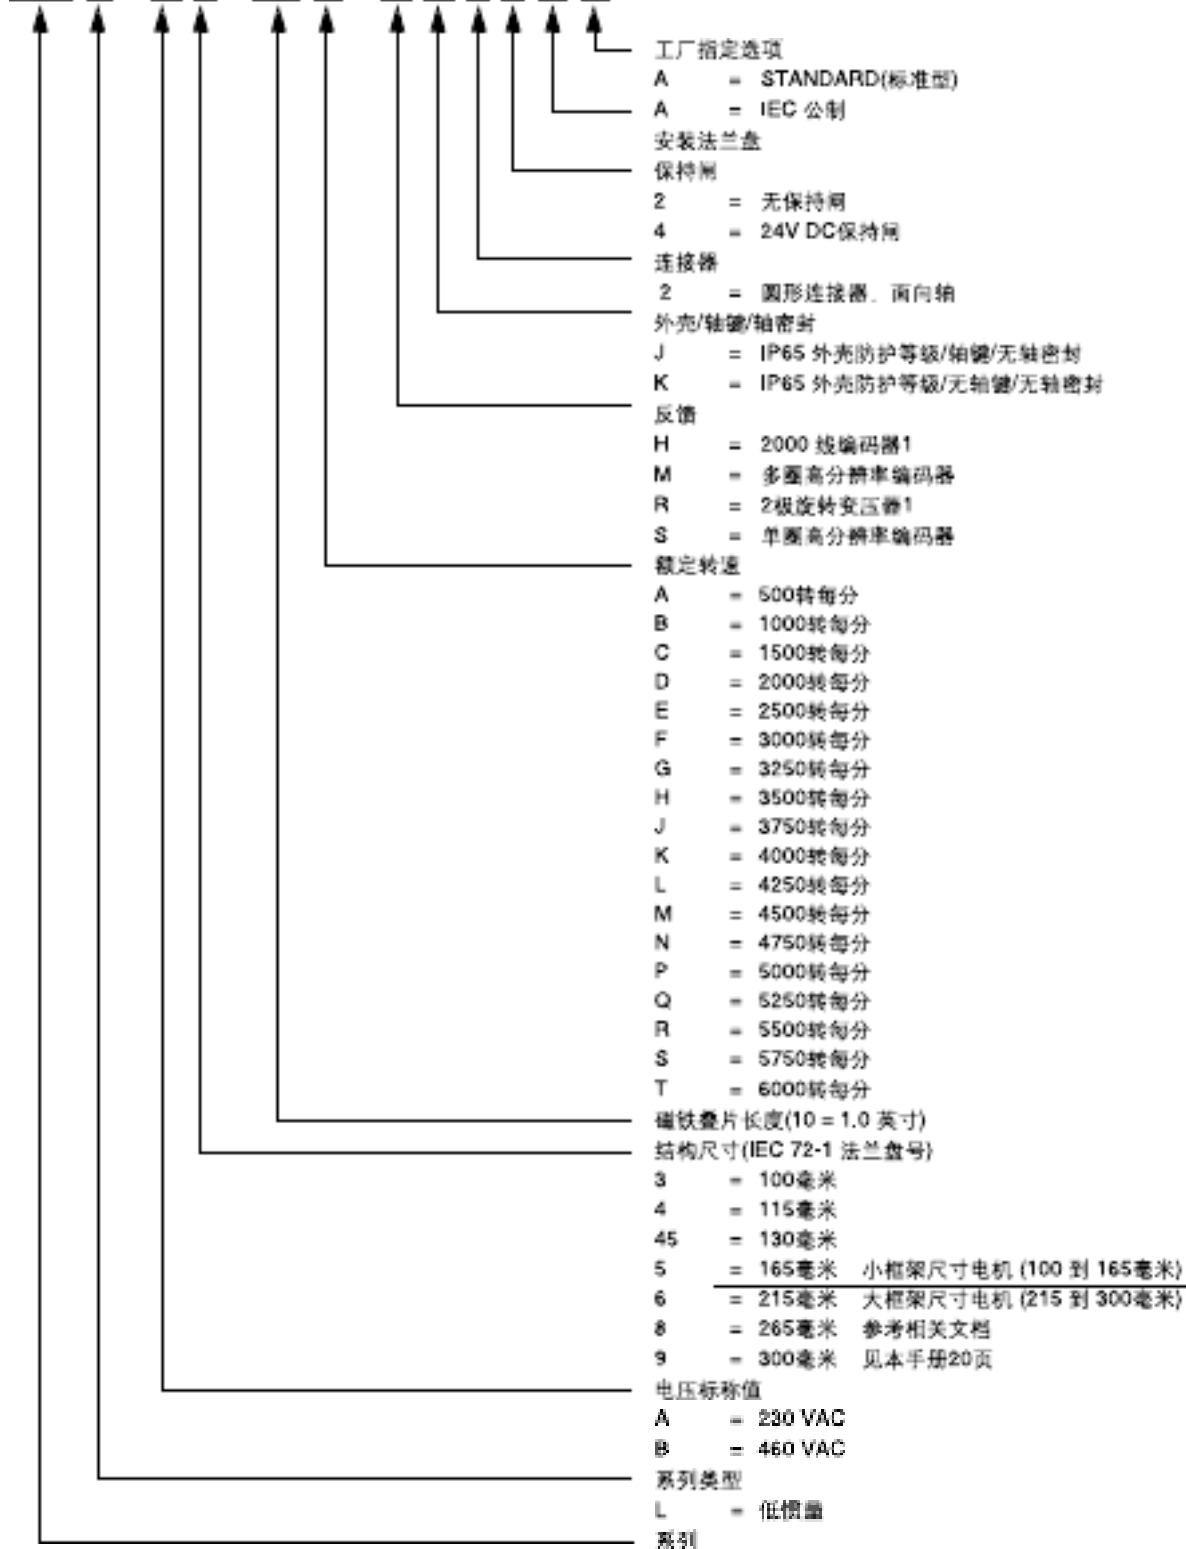 工厂指定选项
A = STANDARD(标准型)
A = IEC 公制
安装法兰盘
保持闸
2 = 无保持闸
4 = 24V DC保持闸
连接器
2 = 圆形连接器，面向轴
外壳/轴键/轴密封
J = IP65 外壳防护等级/轴键/无轴密封
K = IP65 外壳防护等级/无轴键/无轴密封
反馈
H = 2000 线编码器1
M = 多圈高分辨率编码器
R = 2极旋转变压器1
S = 单圈高分辨率编码器
额定转速
A = 500转每分
B = 1000转每分
C = 1500转每分
D = 2000转每分
E = 2500转每分
F = 3000转每分
G = 3250转每分
H = 3500转每分
J = 3750转每分
K = 4000转每分
L = 4250转每分
M = 4500转每分
N = 4750转每分
P = 5000转每分
Q = 5250转每分
R = 5500转每分
S = 5750转每分
T = 6000转每分
磁铁叠片长度(10 = 1.0 英寸)
结构尺寸(IEC 72-1 法兰盘号)
3 = 100毫米
4 = 115毫米
45 = 130毫米
5 = 165毫米 小框架尺寸电机 (100 到 165毫米)
6 = 215毫米 大框架尺寸电机 (215 到 300毫米)
8 = 265毫米 参考相关文档
9 = 300毫米 见本手册20页
电压标称值
A = 230 VAC
B = 460 VAC
系列类型
L = 低惯量
系列